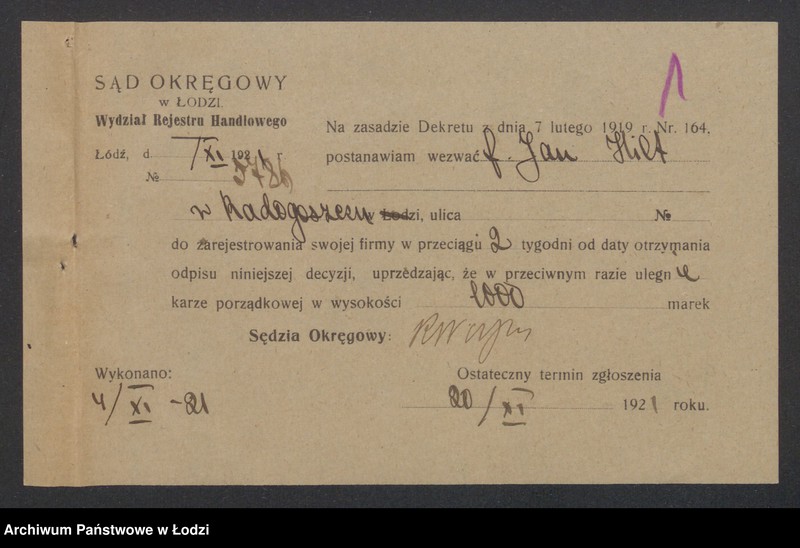 1
SĄD OKRĘGOWY
w ŁODZI.
Wydział Rejestru Handlowego
Na zasadzie Dekretu z dnia 7 lutego 1919 r. Nr. 164,
Łódź, d. /XI 1921 r.
postanawiam wezwać f. Jan Hilt
№ 5786
w Radogoszczu w Łodzi, ulica №
do zarejestrowania swojej firmy w przeciągu 2 tygodni od daty otrzymania
odpisu niniejszej decyzji, uprzedzając, że w przeciwnym razie ulegnie
karze porządkowej w wysokości 1000 marek
Sędzia Okręgowy:
Wykonano:
Ostateczny termin zgłoszenia
4/XI -21
20/XI 1921 roku.
Archiwum Państwowe w Łodzi